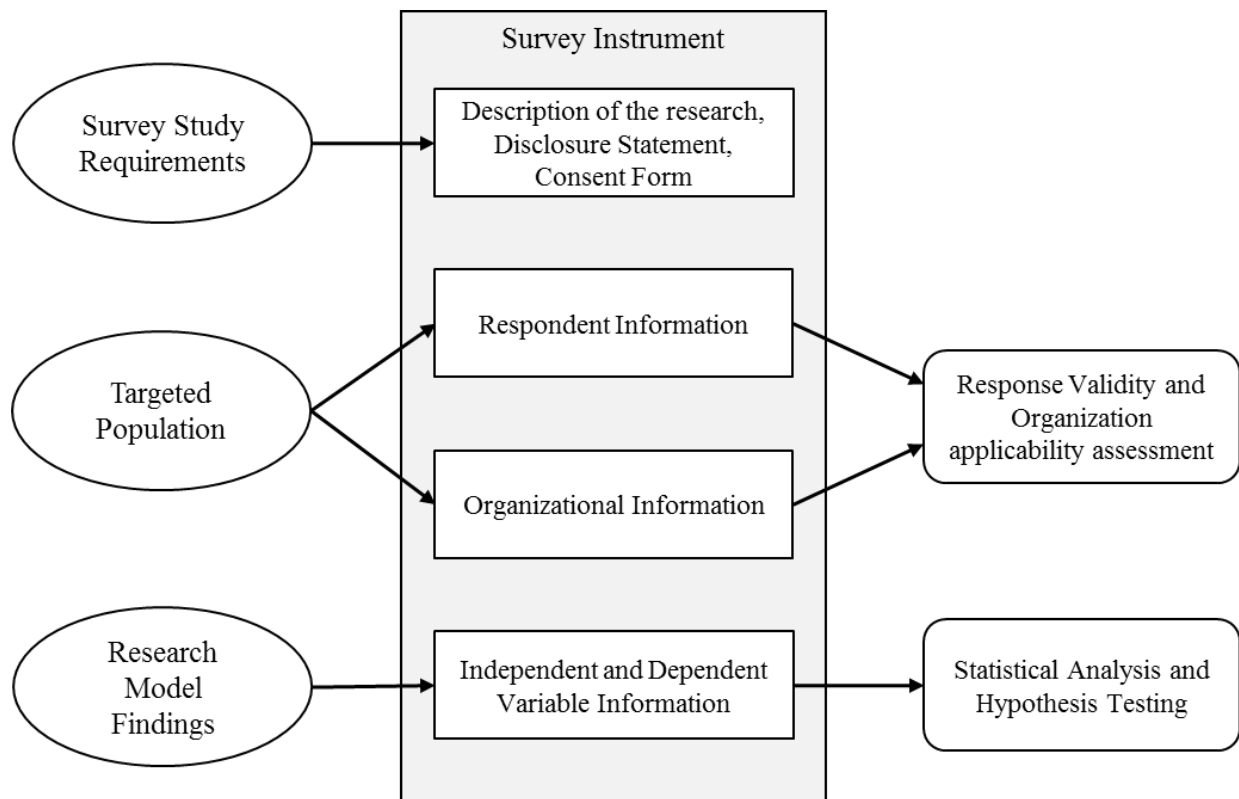 Survey Instrument
Survey Study
Requirements
Description of the research,
Disclosure Statement,
Consent Form
Targeted
Population
Respondent Information
Organizational Information
Response Validity and
Organization
applicability assessment
Research
Model
Findings
Independent and Dependent
Variable Information
Statistical Analysis and
Hypothesis Testing